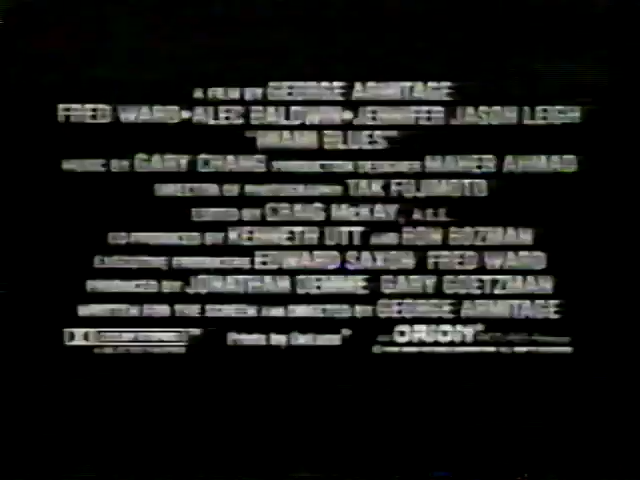 A FILM BY GEORGE ARMITAGE
FRED WARD • ALEC BALDWIN • JENNIFER JASON LEIGH
"MIAMI BLUES"
MUSIC BY GARY CHANG PRODUCTION DESIGNER MAHER AHMAD
DIRECTOR OF PHOTOGRAPHY TAK FUJIMOTO
EDITED BY CRAIG McKAY, A.C.E.
CO-PRODUCED BY KENNETH UTT AND RON BOZMAN
EXECUTIVE PRODUCERS EDWARD SAXON FRED WARD
PRODUCED BY JONATHAN DEMME GARY GOETZMAN
WRITTEN FOR THE SCREEN AND DIRECTED BY GEORGE ARMITAGE
Prints by DeLuxe ORION